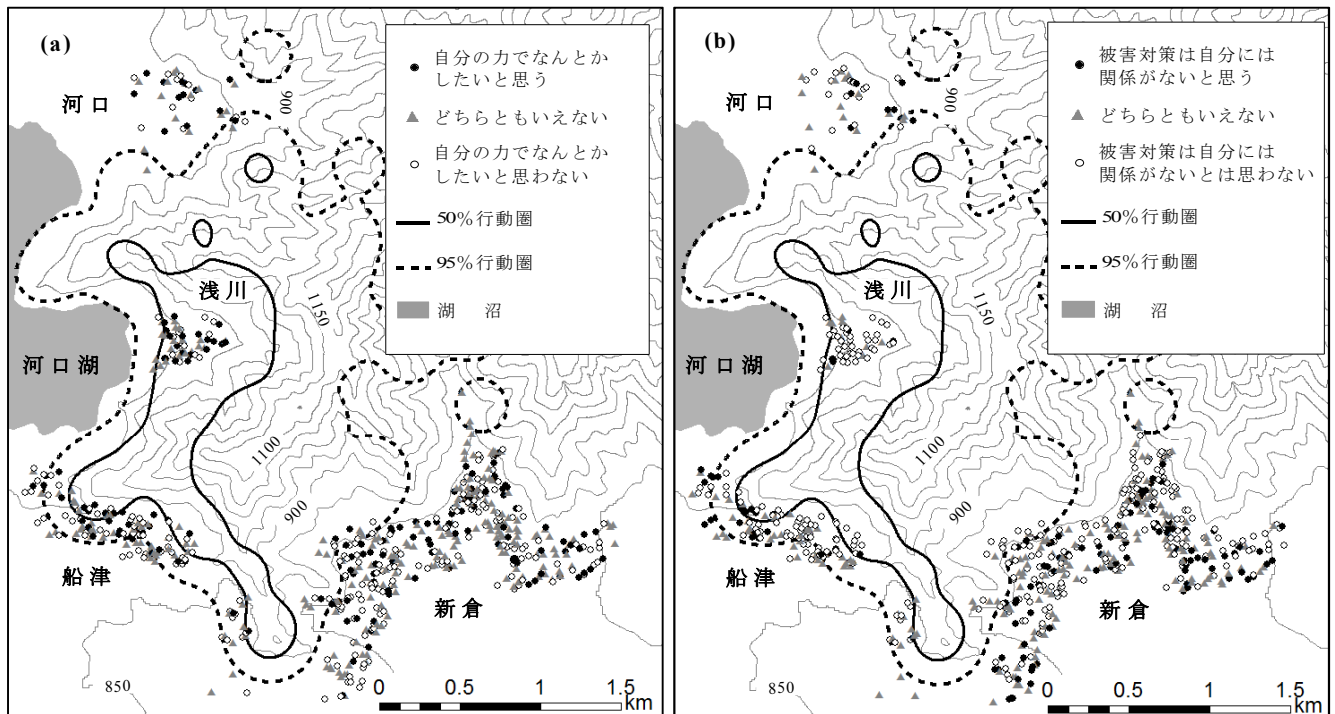 (a)
自分の力でなんとか
したいと思う
どちらともいえない
自分の力でなんとか
したいと思わない
50%行動圏
95%行動圏
湖 沼
河口
900
浅川
1150
河口湖
1100
900
船津
新倉
850
0 0.5 1 1.5
km
(b)
被害対策は自分には
関係がないと思う
どちらともいえない
被害対策は自分には
関係がないとは思わない
50%行動圏
95%行動圏
湖 沼
河口
900
浅川
1150
河口湖
1100
900
船津
新倉
850
0 0.5 1 1.5
km